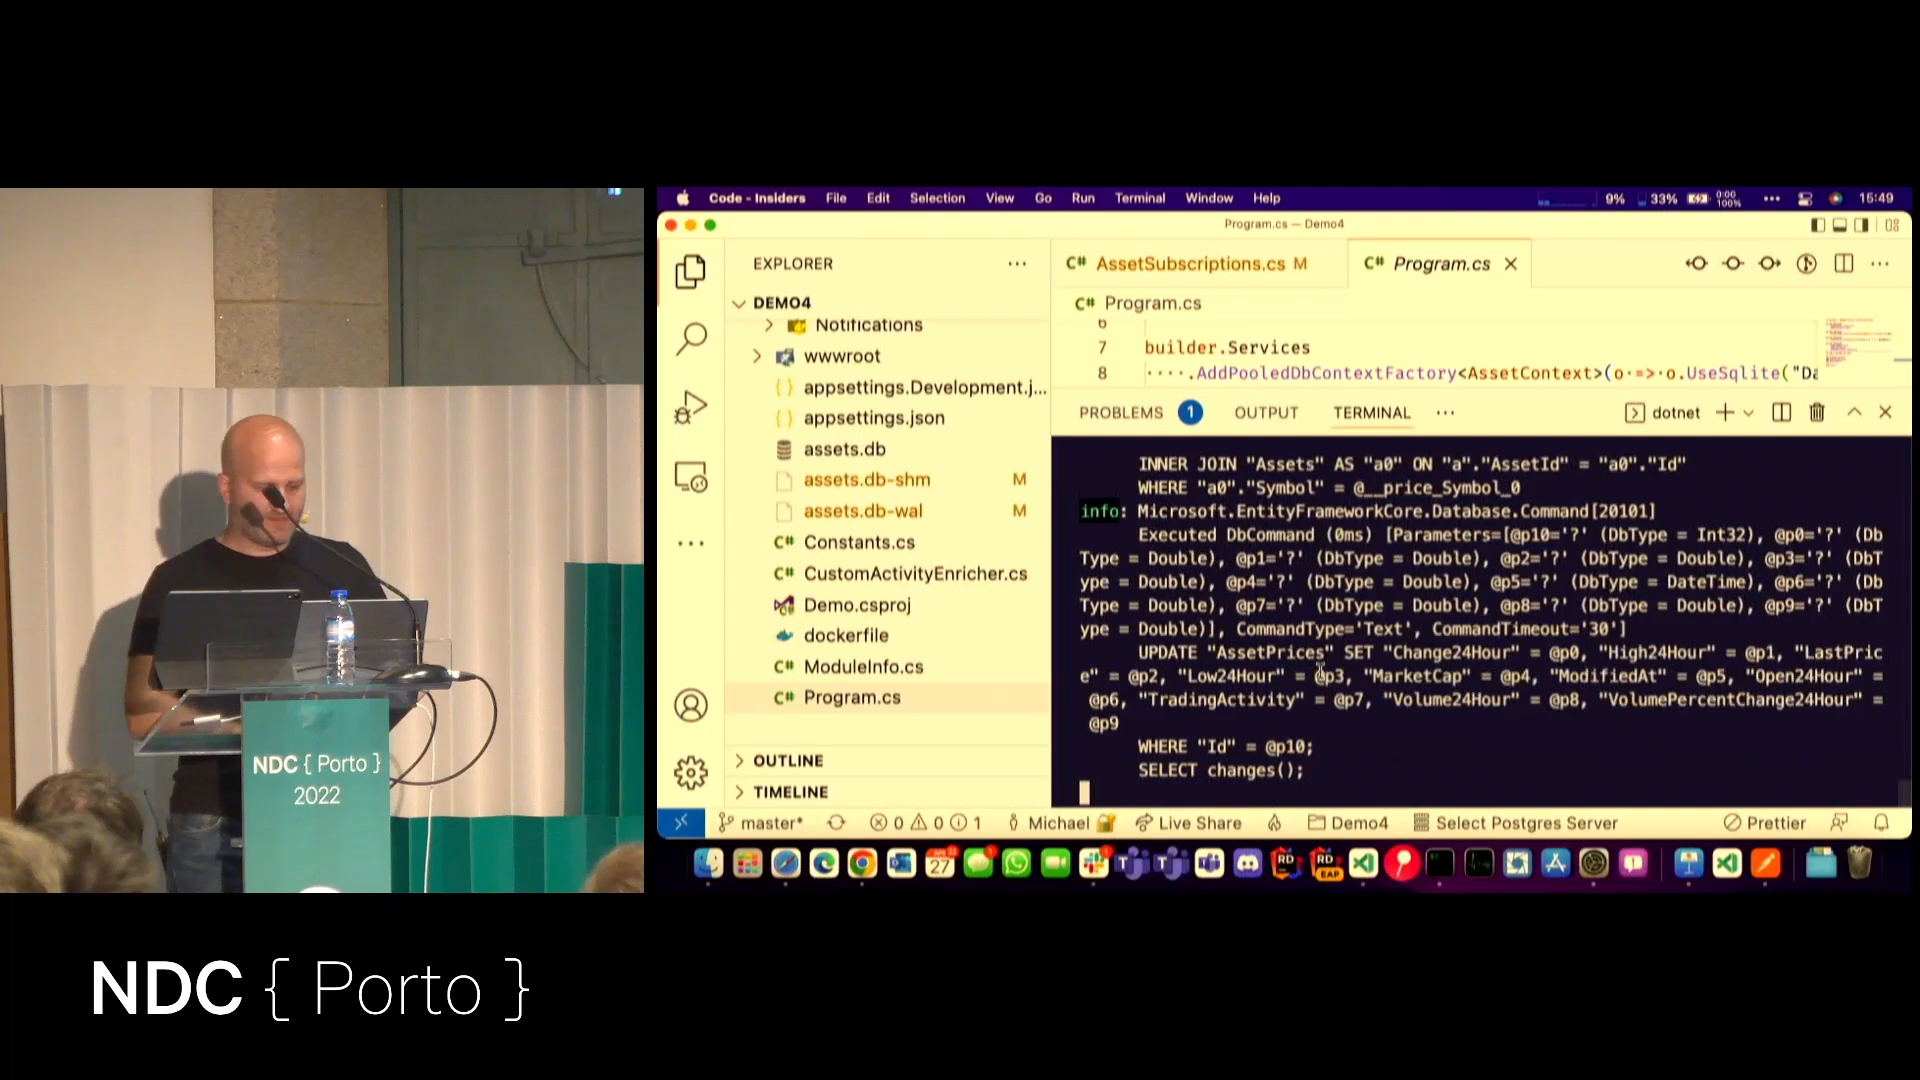 Code - Insiders File Edit Selection View Go Run Terminal Window Help 9% 33% 0:00 100% 15:49
Program.cs — Demo4
EXPLORER
AssetSubscriptions.cs M
Program.cs
DEMO4
Program.cs
Notifications
wwwroot
appsettings.Development.j...
appsettings.json
assets.db
assets.db-shm M
assets.db-wal M
Constants.cs
CustomActivityEnricher.cs
Demo.csproj
dockerfile
ModuleInfo.cs
Program.cs
OUTLINE
TIMELINE
6
7 builder.Services
8 ····.AddPooledDbContextFactory<AssetContext>(o·=>·o.UseSqlite("Da
PROBLEMS 1 OUTPUT TERMINAL ··· dotnet
INNER JOIN "Assets" AS "a0" ON "a"."AssetId" = "a0"."Id"
WHERE "a0"."Symbol" = @__price_Symbol_0
info: Microsoft.EntityFrameworkCore.Database.Command[20101]
Executed DbCommand (0ms) [Parameters=[@p10='?' (DbType = Int32), @p0='?' (Db
Type = Double), @p1='?' (DbType = Double), @p2='?' (DbType = Double), @p3='?' (DbT
ype = Double), @p4='?' (DbType = Double), @p5='?' (DbType = DateTime), @p6='?' (Db
Type = Double), @p7='?' (DbType = Double), @p8='?' (DbType = Double), @p9='?' (DbT
ype = Double)], CommandType='Text', CommandTimeout='30']
UPDATE "AssetPrices" SET "Change24Hour" = @p0, "High24Hour" = @p1, "LastPric
e" = @p2, "Low24Hour" = @p3, "MarketCap" = @p4, "ModifiedAt" = @p5, "Open24Hour" =
@p6, "TradingActivity" = @p7, "Volume24Hour" = @p8, "VolumePercentChange24Hour" =
@p9
WHERE "Id" = @p10;
SELECT changes();
master* 0 0 1 Michael Live Share Demo4 Select Postgres Server Prettier
27
RD
RD
EAP
NDC { Porto }
2022
NDC { Porto }